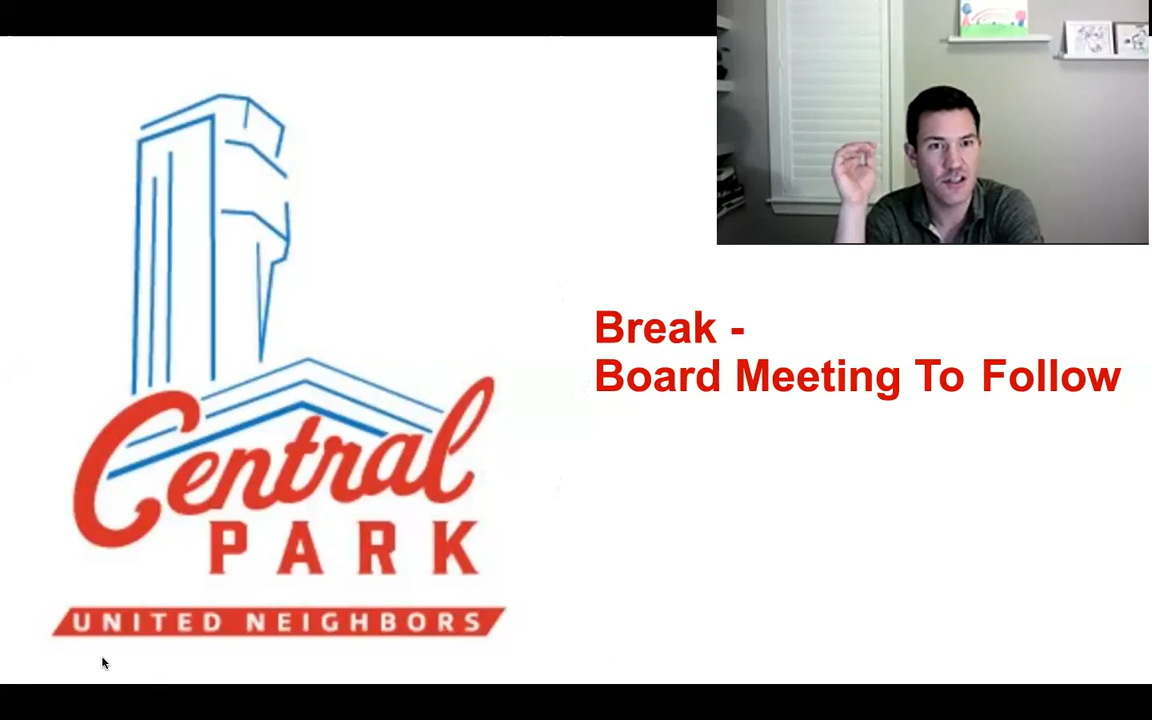 Break -
Board Meeting To Follow
Central
PARK
UNITED NEIGHBORS